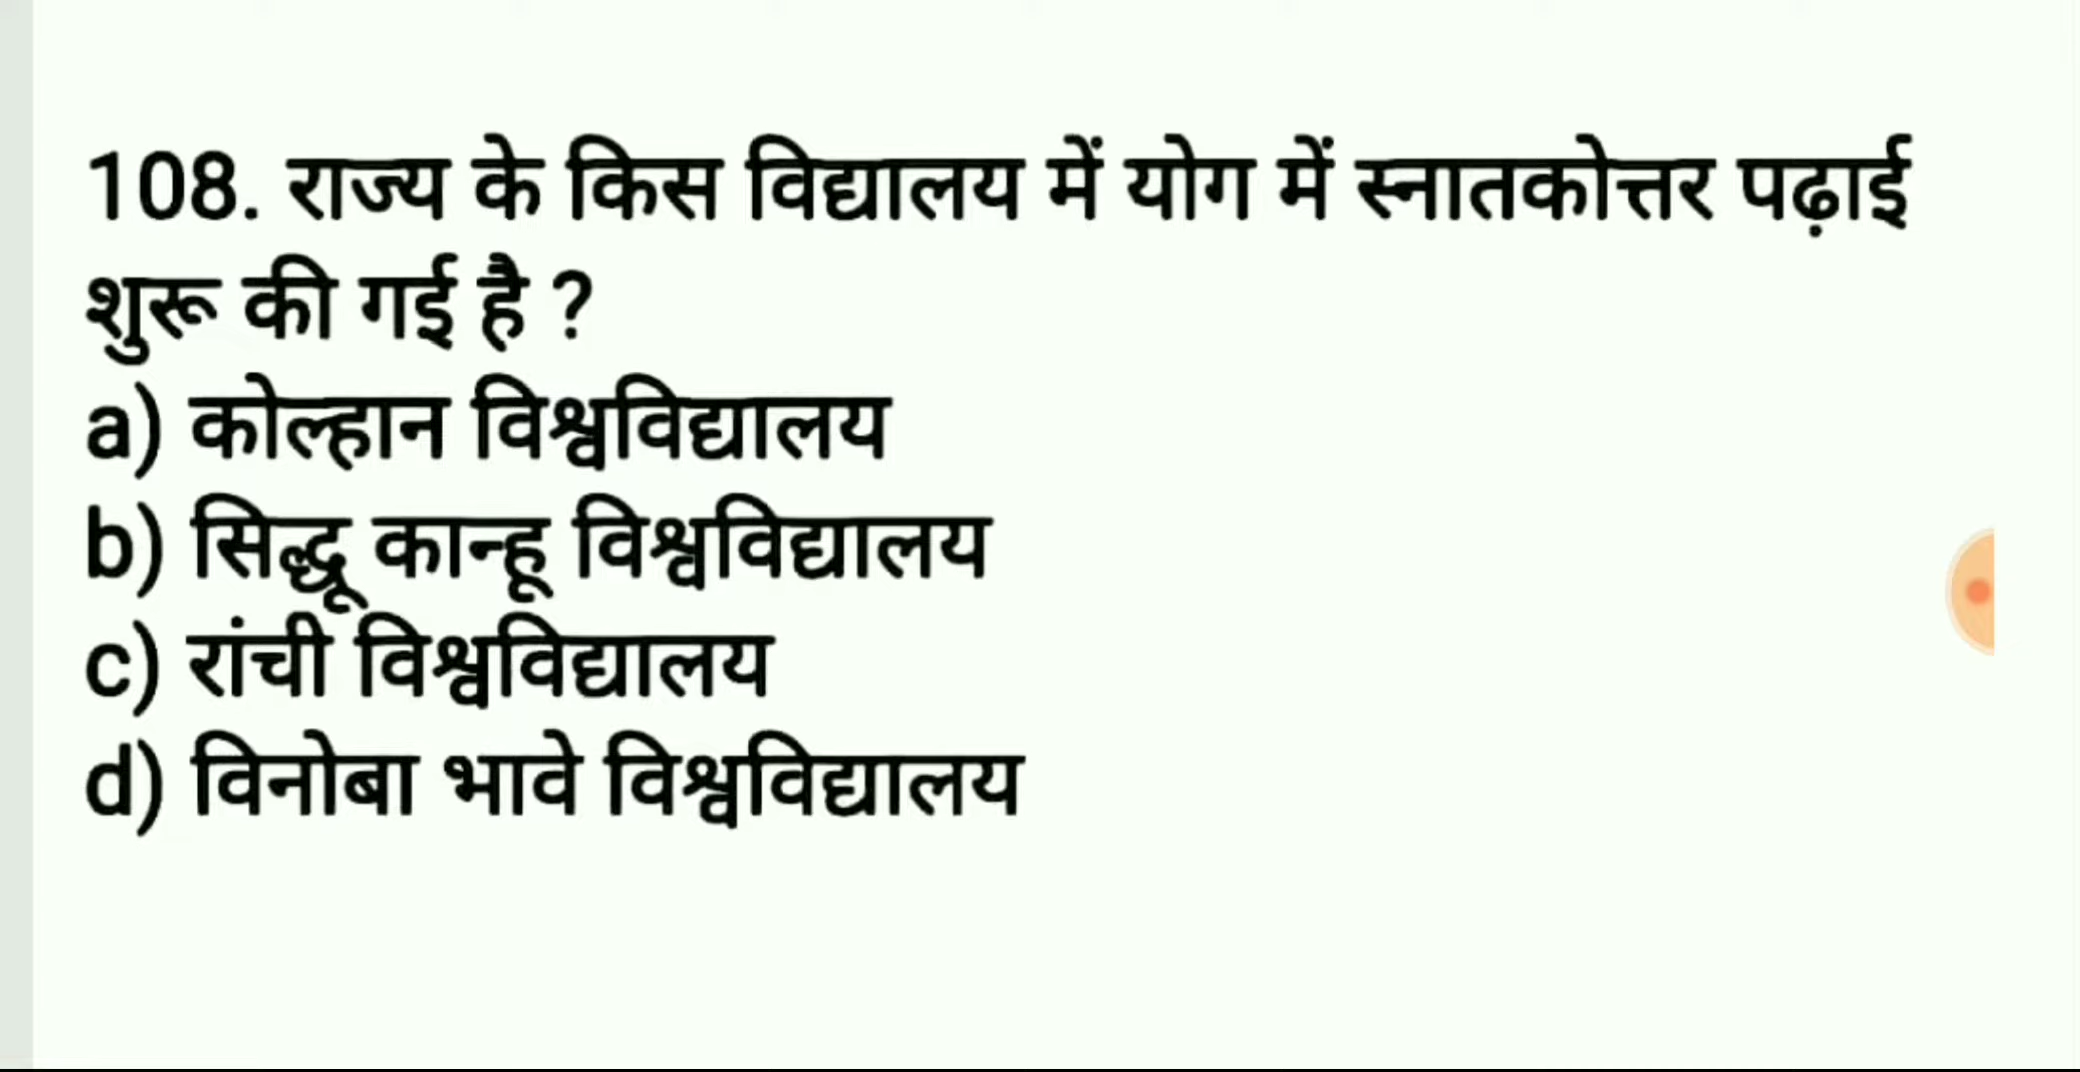 108. राज्य के किस विद्यालय में योग में स्नातकोत्तर पढ़ाई
शुरू की गई है ?
a) कोल्हान विश्वविद्यालय
b) सिद्धू कान्हू विश्वविद्यालय
c) रांची विश्वविद्यालय
d) विनोबा भावे विश्वविद्यालय